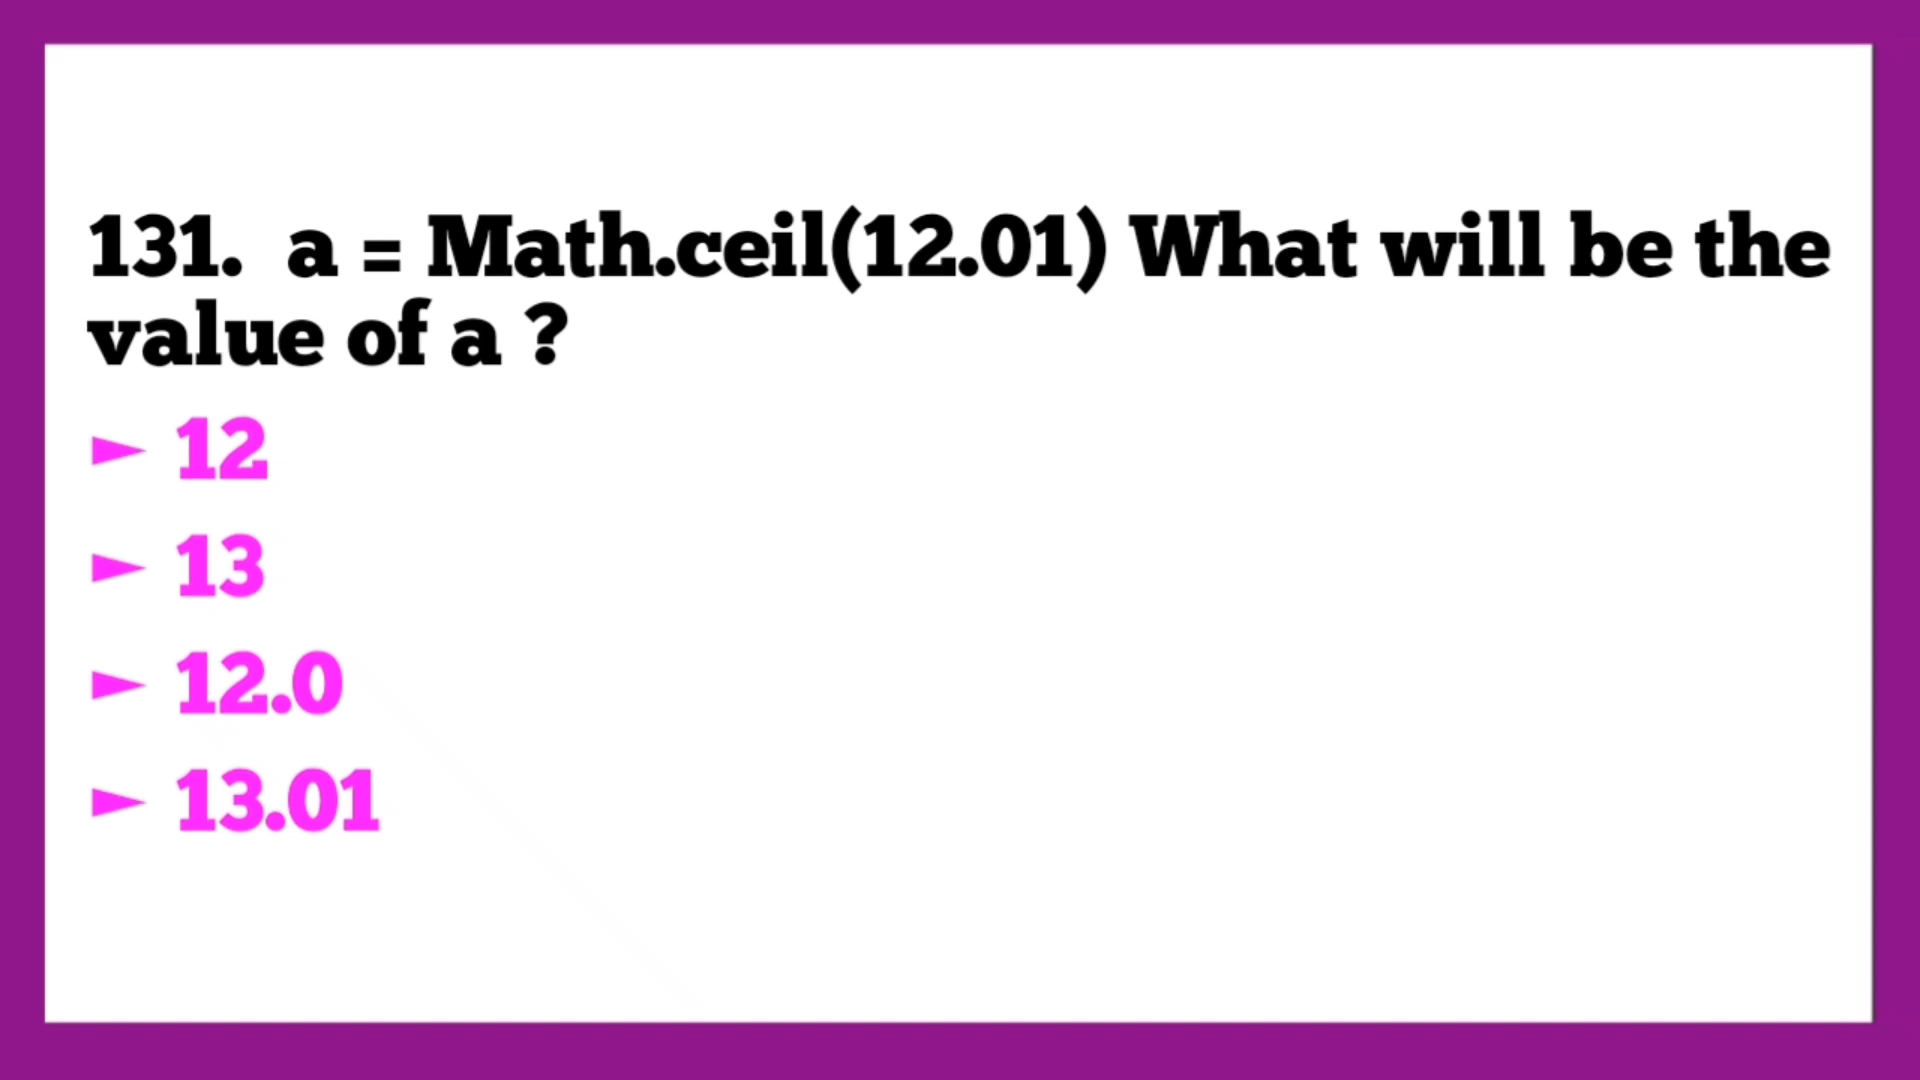 131.  a = Math.ceil(12.01) What will be the
value of a ?
► 12
► 13
► 12.0
► 13.01